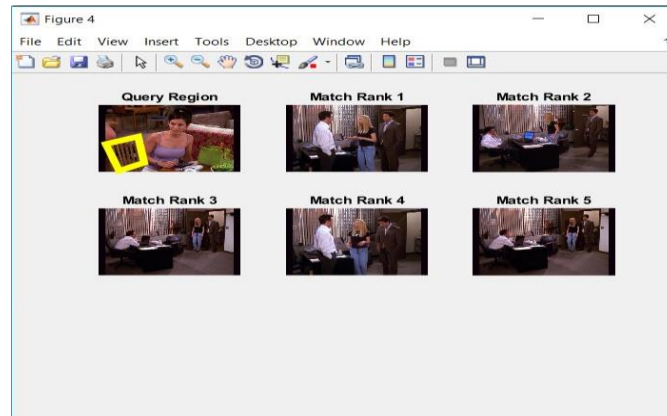 Figure 4
File Edit View Insert Tools Desktop Window Help
Query Region Match Rank 1 Match Rank 2
Match Rank 3 Match Rank 4 Match Rank 5